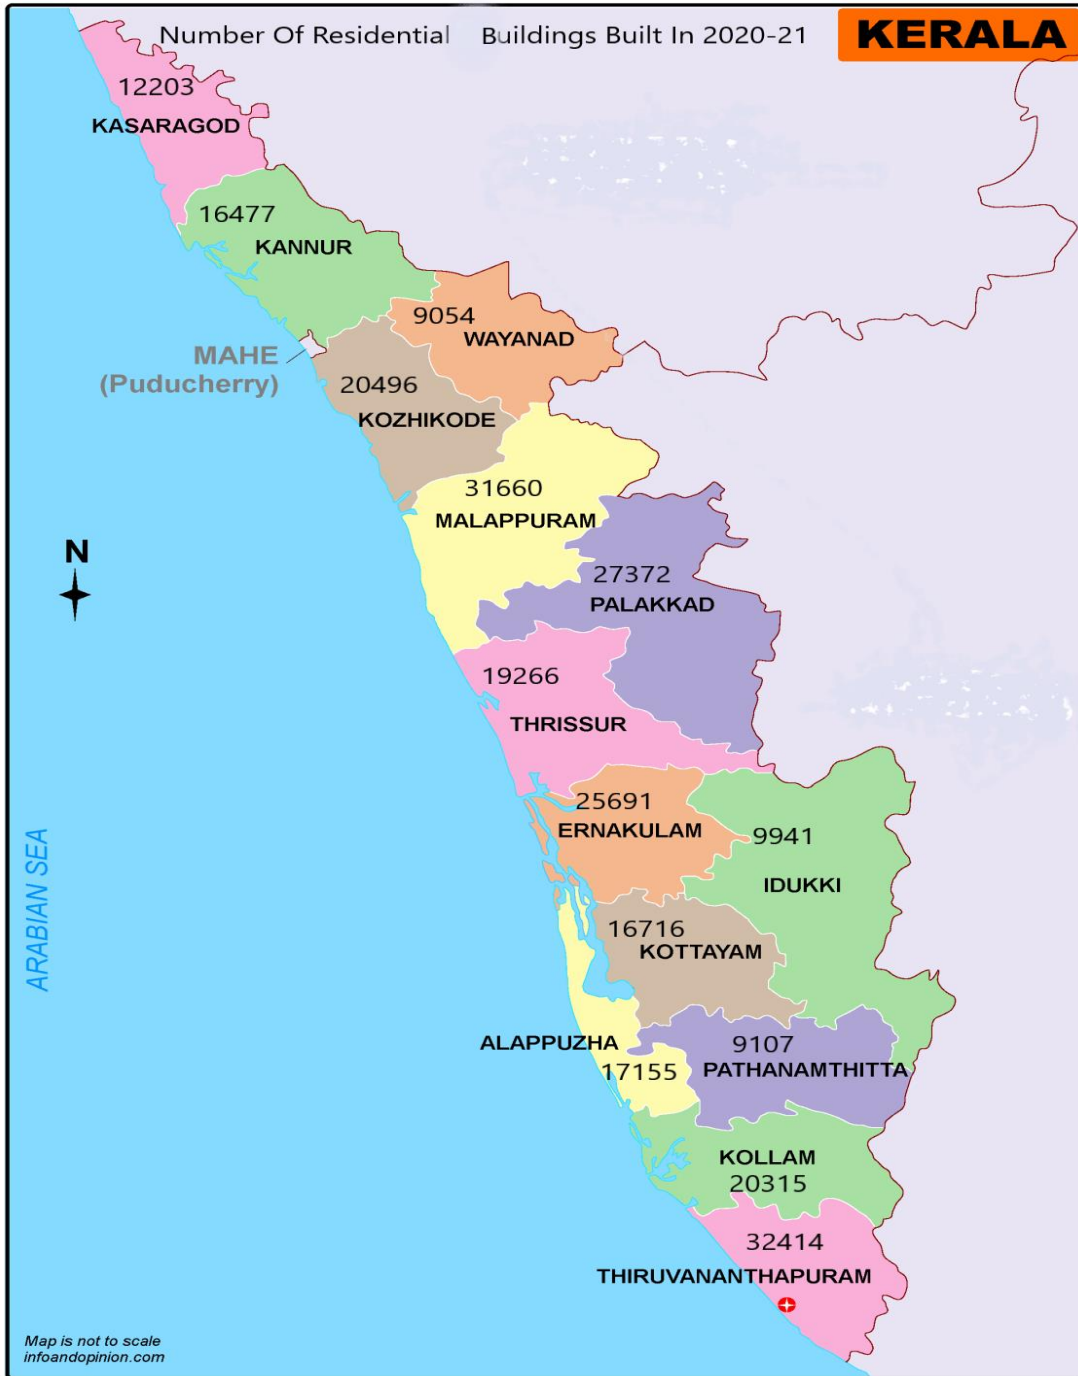 Number Of Residential Buildings Built In 2020-21
KERALA
12203
KASARAGOD
16477
KANNUR
9054
WAYANAD
MAHE
(Puducherry)
20496
KOZHIKODE
31660
MALAPPURAM
N
27372
PALAKKAD
19266
THRISSUR
25691
ERNAKULAM
9941
IDUKKI
ARABIAN SEA
16716
KOTTAYAM
ALAPPUZHA
17155
9107
PATHANAMTHITTA
KOLLAM
20315
32414
THIRUVANANTHAPURAM
Map is not to scale
infoandopinion.com